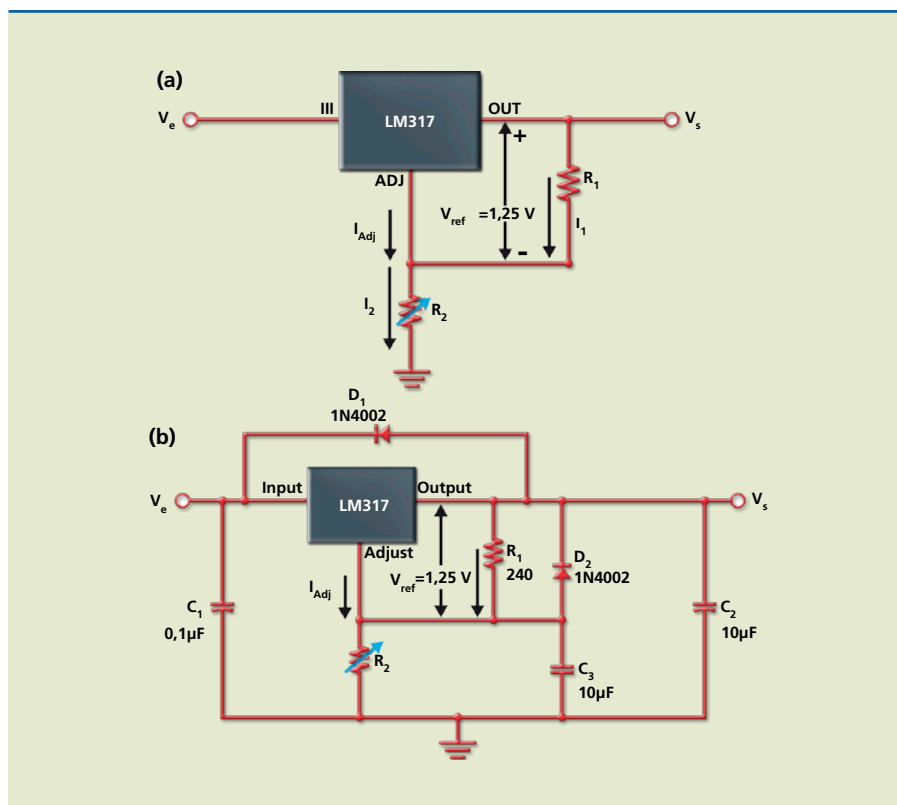 (a)
V_e
III
LM317
OUT
V_s
ADJ
+
R_1
V_ref =1,25 V
I_Adj
I_1
-
I_2
R_2
D_1
1N4002
(b)
V_e
Input
LM317
Output
V_s
Adjust
R_1
240
D_2
1N4002
I_Adj
V_ref=1,25 V
C_1
0,1µF
C_2
10µF
R_2
C_3
10µF